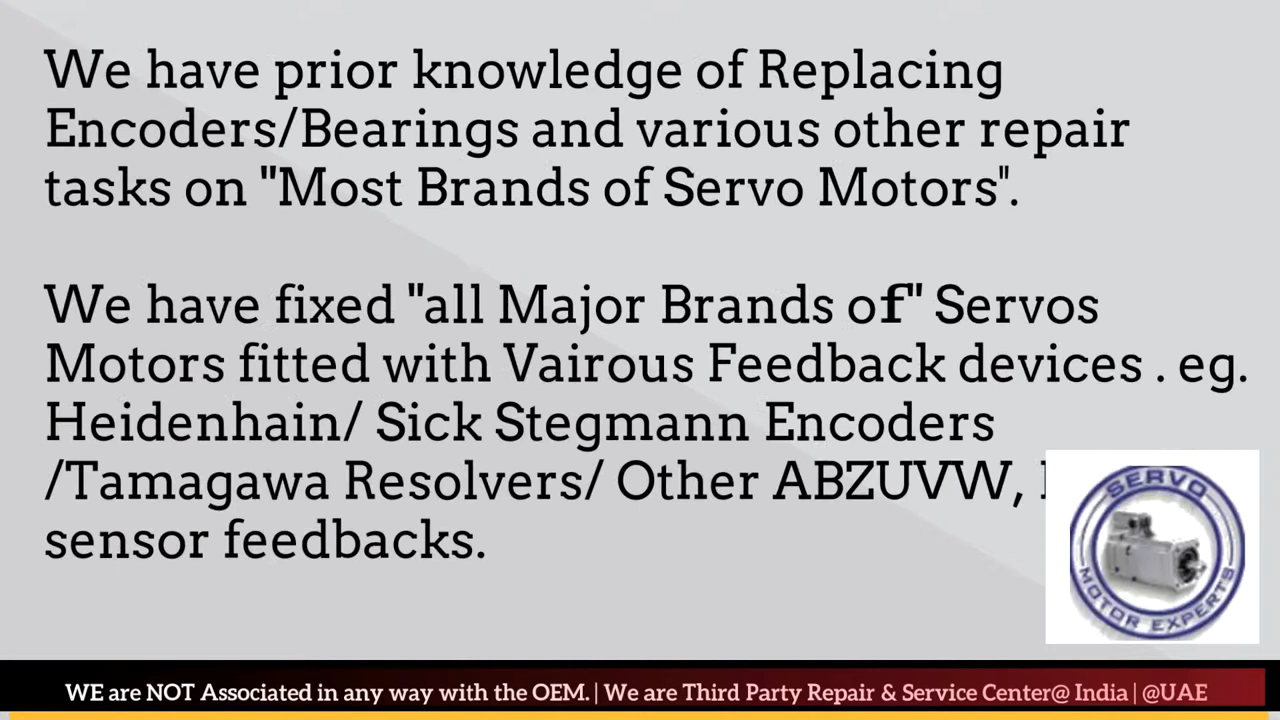 We have prior knowledge of Replacing
Encoders/Bearings and various other repair
tasks on "Most Brands of Servo Motors".
We have fixed "all Major Brands of" Servos
Motors fitted with Vairous Feedback devices . eg.
Heidenhain/ Sick Stegmann Encoders
/Tamagawa Resolvers/ Other ABZUVW,
sensor feedbacks.
SERVO
MOTOR EXPERTS
WE are NOT Associated in any way with the OEM. | We are Third Party Repair & Service Center@ India | @UAE